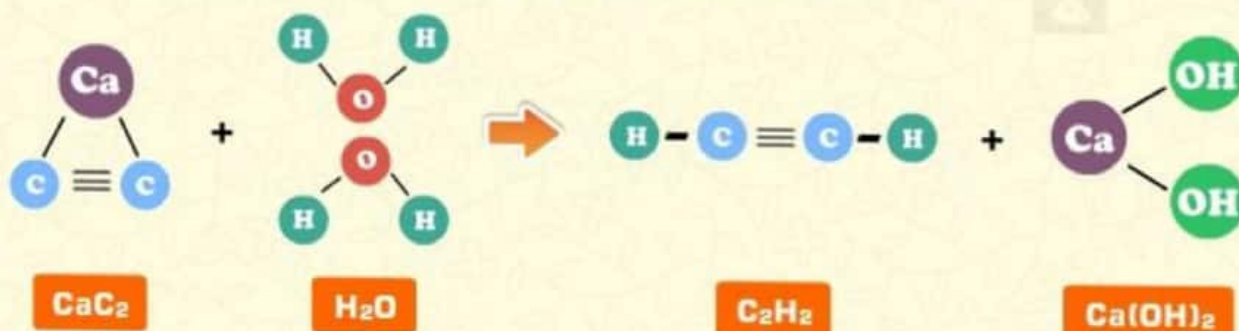 H H
Ca O
+ H - C ≡ C - H + Ca OH
C ≡ C O OH
H H
CaC₂ H₂O C₂H₂ Ca(OH)₂